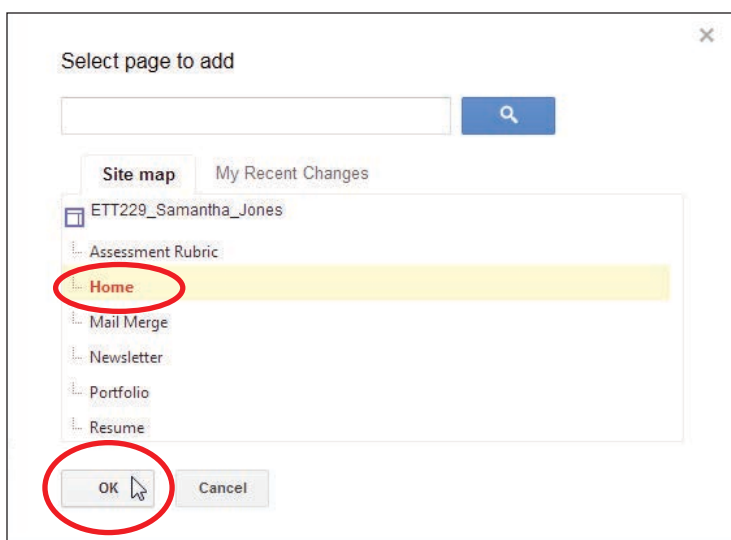 Select page to add
Site map My Recent Changes
ETT229_Samantha_Jones
Assessment Rubric
Home
Mail Merge
Newsletter
Portfolio
Resume
OK Cancel